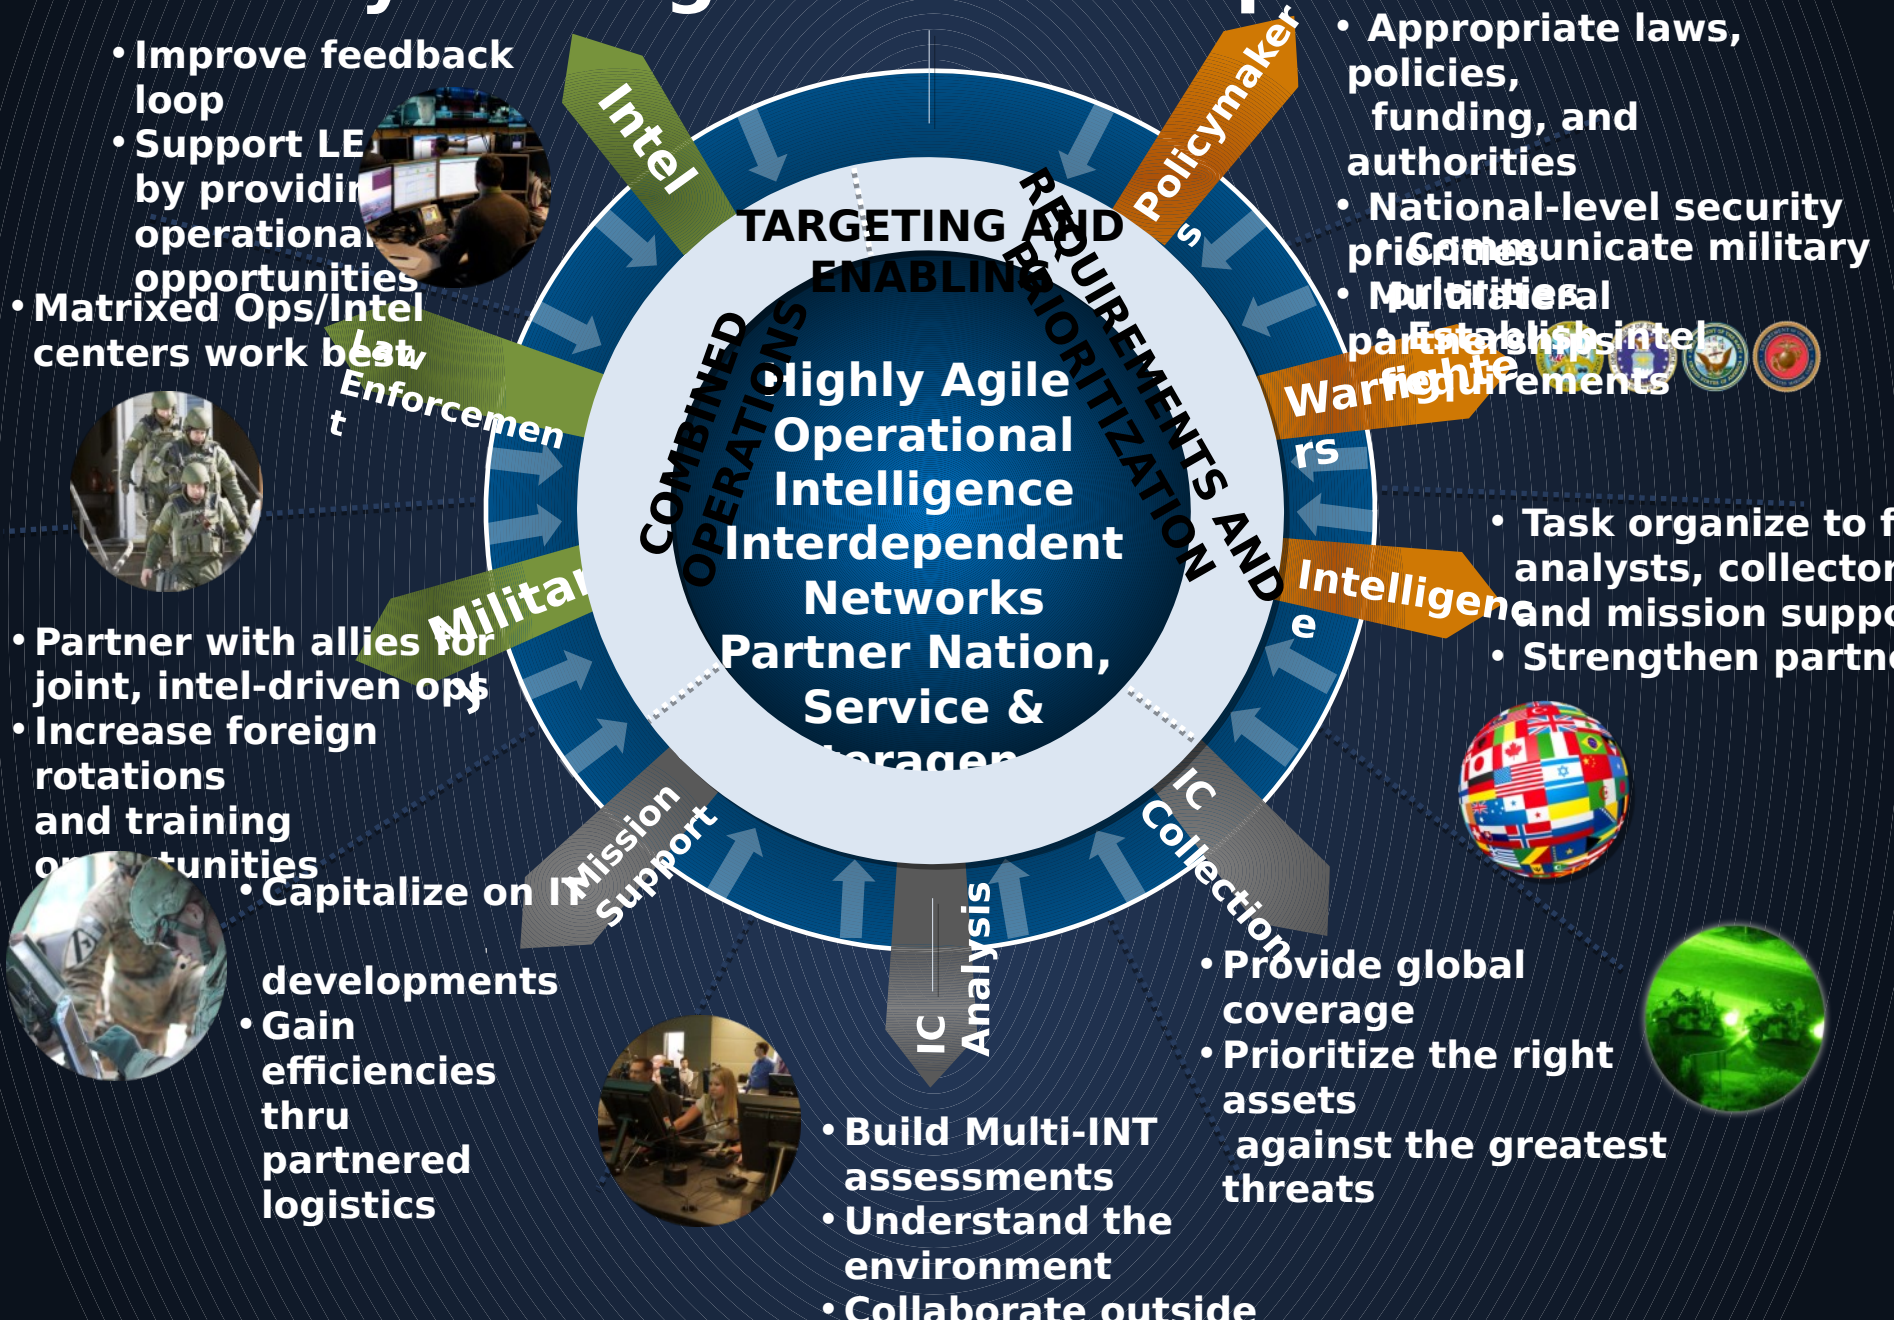 • Improve feedback
loop
• Support LE
by providin
operational
opportunities
• Matrixed Ops/Intel
centers work best
• Partner with allies for
joint, intel-driven ops
• Increase foreign
rotations
and training
opportunities
• Capitalize on IT
developments
• Gain
efficiencies
thru
partnered
logistics
Intel
Law
Enforcemen
t
Militar
y
Mission
Support
IC
Analysis
IC
Collection
Policymaker
s
Warfighte
rs
Intelligenc
e
TARGETING AND
ENABLING
COMBINED
OPERATIONS
REQUIREMENTS AND
PRIORITIZATION
Highly Agile
Operational
Intelligence
Interdependent
Networks
Partner Nation,
Service &
• Appropriate laws,
policies,
funding, and
authorities
• National-level security
priorities
• Multilateral
partnerships
• Communicate military
priorities
• Establish intel
requirements
• Task organize to f
analysts, collector
and mission suppo
• Strengthen partne
• Provide global
coverage
• Prioritize the right
assets
against the greatest
threats
• Build Multi-INT
assessments
• Understand the
environment
• Collaborate outside